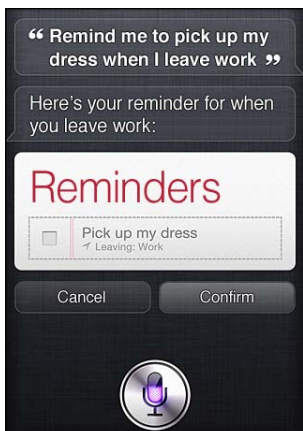 “ Remind me to pick up my
dress when I leave work ”
Here's your reminder for when
you leave work:
Reminders
Pick up my dress
Leaving: Work
Cancel
Confirm